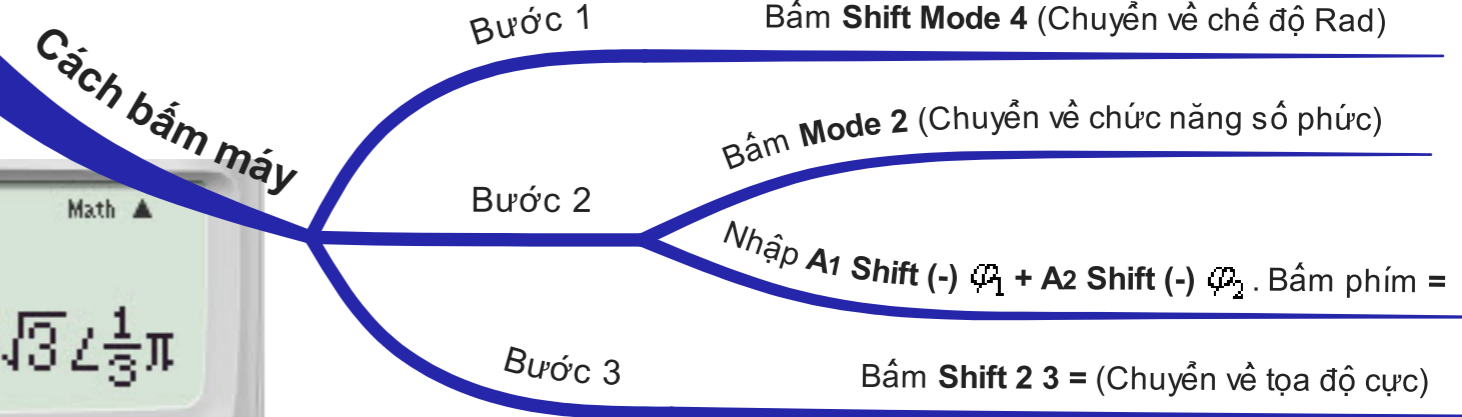 Cách bấm máy
Bước 1
Bấm Shift Mode 4 (Chuyển về chế độ Rad)
Bước 2
Bấm Mode 2 (Chuyển về chức năng số phức)
Nhập A1 Shift (-) φ1 + A2 Shift (-) φ2 . Bấm phím =
Bước 3
Bấm Shift 2 3 = (Chuyển về tọa độ cực)
Math ▲
√3∠1/3π